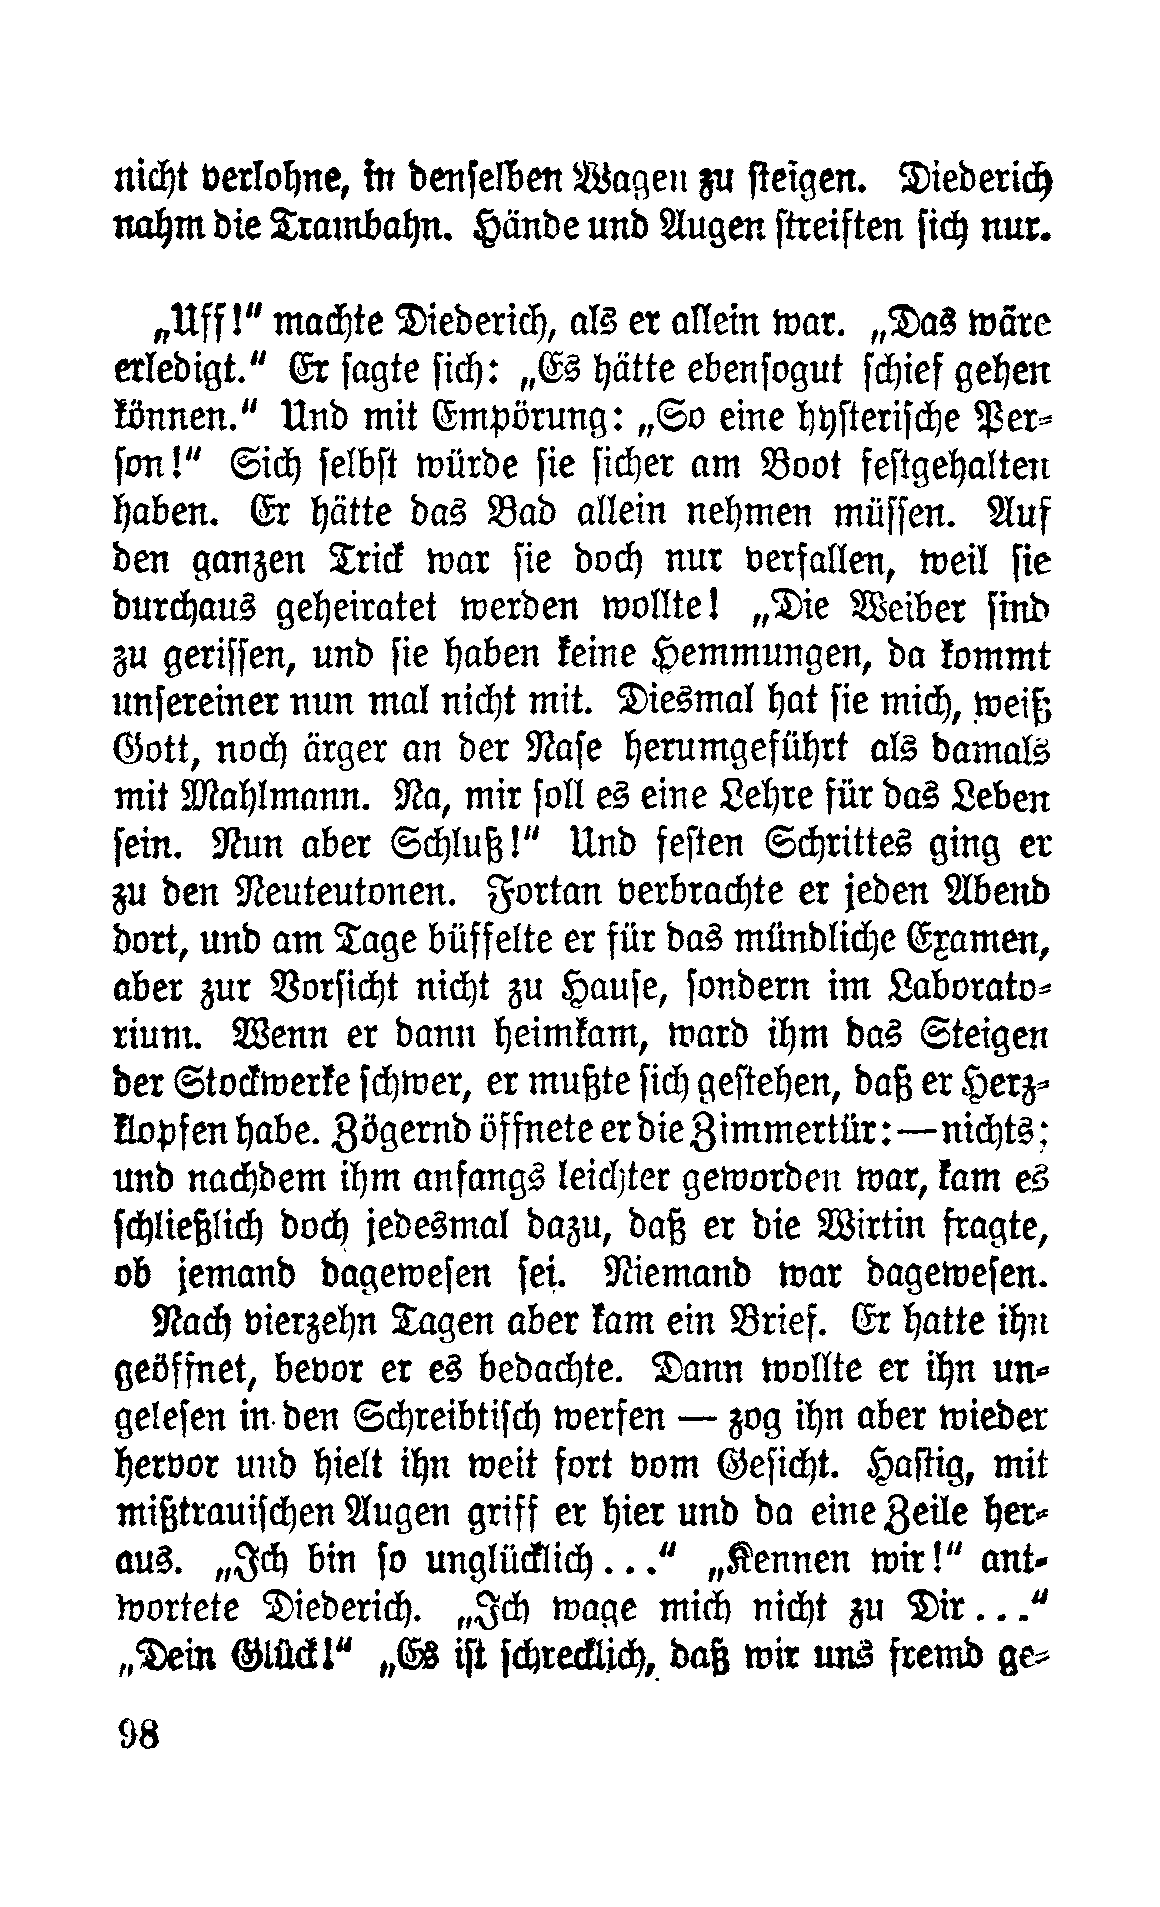 nicht verlohne, in denselben Wagen zu steigen. Diederich
nahm die Trambahn. Hände und Augen streiften sich nur.

„Uff!“ machte Diederich, als er allein war. „Das wäre
erledigt.“ Er sagte sich: „Es hätte ebensogut schief gehen
können.“ Und mit Empörung: „So eine hysterische Per-
son!“ Sich selbst würde sie sicher am Boot festgehalten
haben. Er hätte das Bad allein nehmen müssen. Auf
den ganzen Trick war sie doch nur verfallen, weil sie
durchaus geheiratet werden wollte! „Die Weiber sind
zu gerissen, und sie haben keine Hemmungen, da kommt
unsereiner nun mal nicht mit. Diesmal hat sie mich, weiß
Gott, noch ärger an der Nase herumgeführt als damals
mit Mahlmann. Na, mir soll es eine Lehre für das Leben
sein. Nun aber Schluß!“ Und festen Schrittes ging er
zu den Neuteutonen. Fortan verbrachte er jeden Abend
dort, und am Tage büffelte er für das mündliche Examen,
aber zur Vorsicht nicht zu Hause, sondern im Laborato-
rium. Wenn er dann heimkam, ward ihm das Steigen
der Stockwerke schwer, er mußte sich gestehen, daß er Herz-
klopfen habe. Zögernd öffnete er die Zimmertür: — nichts;
und nachdem ihm anfangs leichter geworden war, kam es
schließlich doch jedesmal dazu, daß er die Wirtin fragte,
ob jemand dagewesen sei. Niemand war dagewesen.
Nach vierzehn Tagen aber kam ein Brief. Er hatte ihn
geöffnet, bevor er es bedachte. Dann wollte er ihn un-
gelesen in den Schreibtisch werfen — zog ihn aber wieder
hervor und hielt ihn weit fort vom Gesicht. Hastig, mit
mißtrauischen Augen griff er hier und da eine Zeile her-
aus. „Ich bin so unglücklich...“ „Kennen wir!“ ant-
wortete Diederich. „Ich wage mich nicht zu Dir...“
„Dein Glück!“ „Es ist schrecklich, daß wir uns fremd ge-

98